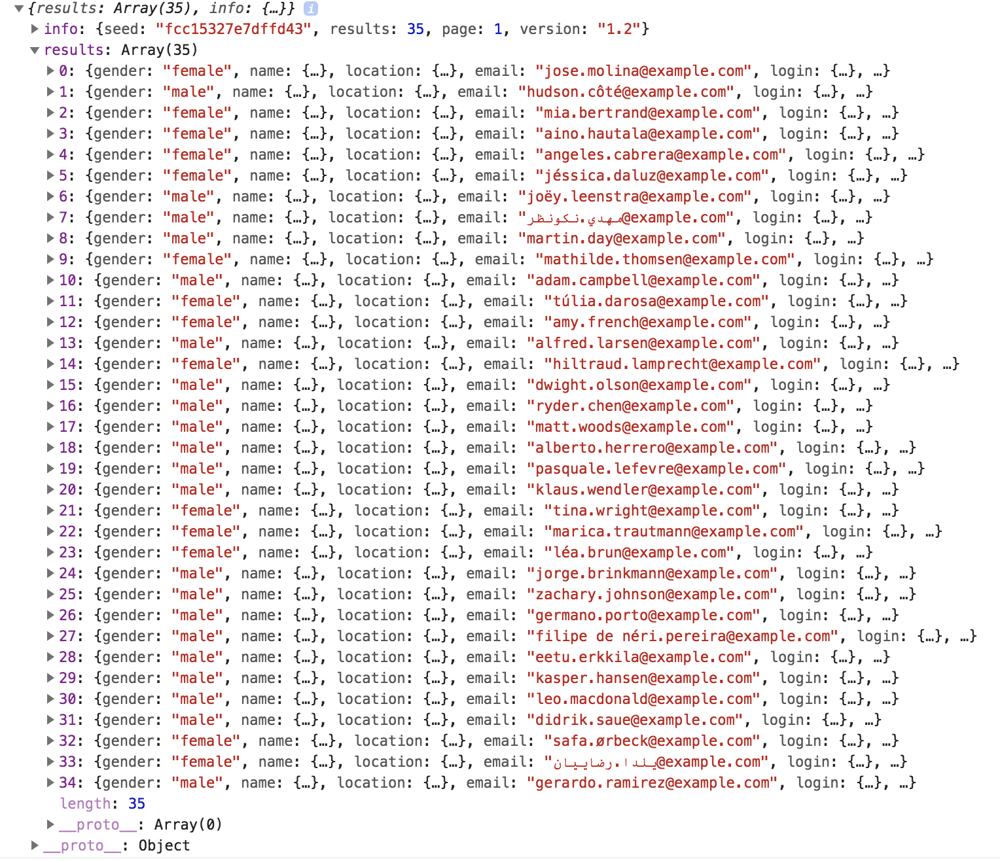 ▼{results: Array(35), info: {…}} i
▶info: {seed: "fcc15327e7dffd43", results: 35, page: 1, version: "1.2"}
▼results: Array(35)
▶0: {gender: "female", name: {…}, location: {…}, email: "jose.molina@example.com", login: {…}, …}
▶1: {gender: "male", name: {…}, location: {…}, email: "hudson.côté@example.com", login: {…}, …}
▶2: {gender: "female", name: {…}, location: {…}, email: "mia.bertrand@example.com", login: {…}, …}
▶3: {gender: "female", name: {…}, location: {…}, email: "aino.hautala@example.com", login: {…}, …}
▶4: {gender: "female", name: {…}, location: {…}, email: "angeles.cabrera@example.com", login: {…}, …}
▶5: {gender: "female", name: {…}, location: {…}, email: "jéssica.daluz@example.com", login: {…}, …}
▶6: {gender: "male", name: {…}, location: {…}, email: "joëy.leenstra@example.com", login: {…}, …}
▶7: {gender: "male", name: {…}, location: {…}, email: "مهدي.نكونظر@example.com", login: {…}, …}
▶8: {gender: "male", name: {…}, location: {…}, email: "martin.day@example.com", login: {…}, …}
▶9: {gender: "female", name: {…}, location: {…}, email: "mathilde.thomsen@example.com", login: {…}, …}
▶10: {gender: "male", name: {…}, location: {…}, email: "adam.campbell@example.com", login: {…}, …}
▶11: {gender: "female", name: {…}, location: {…}, email: "túlia.darosa@example.com", login: {…}, …}
▶12: {gender: "female", name: {…}, location: {…}, email: "amy.french@example.com", login: {…}, …}
▶13: {gender: "male", name: {…}, location: {…}, email: "alfred.larsen@example.com", login: {…}, …}
▶14: {gender: "female", name: {…}, location: {…}, email: "hiltraud.lamprecht@example.com", login: {…}, …}
▶15: {gender: "male", name: {…}, location: {…}, email: "dwight.olson@example.com", login: {…}, …}
▶16: {gender: "male", name: {…}, location: {…}, email: "ryder.chen@example.com", login: {…}, …}
▶17: {gender: "male", name: {…}, location: {…}, email: "matt.woods@example.com", login: {…}, …}
▶18: {gender: "male", name: {…}, location: {…}, email: "alberto.herrero@example.com", login: {…}, …}
▶19: {gender: "male", name: {…}, location: {…}, email: "pasquale.lefevre@example.com", login: {…}, …}
▶20: {gender: "male", name: {…}, location: {…}, email: "klaus.wendler@example.com", login: {…}, …}
▶21: {gender: "female", name: {…}, location: {…}, email: "tina.wright@example.com", login: {…}, …}
▶22: {gender: "female", name: {…}, location: {…}, email: "marica.trautmann@example.com", login: {…}, …}
▶23: {gender: "female", name: {…}, location: {…}, email: "léa.brun@example.com", login: {…}, …}
▶24: {gender: "male", name: {…}, location: {…}, email: "jorge.brinkmann@example.com", login: {…}, …}
▶25: {gender: "male", name: {…}, location: {…}, email: "zachary.johnson@example.com", login: {…}, …}
▶26: {gender: "male", name: {…}, location: {…}, email: "germano.porto@example.com", login: {…}, …}
▶27: {gender: "male", name: {…}, location: {…}, email: "filipe de néri.pereira@example.com", login: {…}, …}
▶28: {gender: "male", name: {…}, location: {…}, email: "eetu.erkkila@example.com", login: {…}, …}
▶29: {gender: "male", name: {…}, location: {…}, email: "kasper.hansen@example.com", login: {…}, …}
▶30: {gender: "male", name: {…}, location: {…}, email: "leo.macdonald@example.com", login: {…}, …}
▶31: {gender: "male", name: {…}, location: {…}, email: "didrik.saue@example.com", login: {…}, …}
▶32: {gender: "female", name: {…}, location: {…}, email: "safa.ørbeck@example.com", login: {…}, …}
▶33: {gender: "female", name: {…}, location: {…}, email: "يلدا.رضاييان@example.com", login: {…}, …}
▶34: {gender: "male", name: {…}, location: {…}, email: "gerardo.ramirez@example.com", login: {…}, …}
length: 35
▶__proto__: Array(0)
▶__proto__: Object